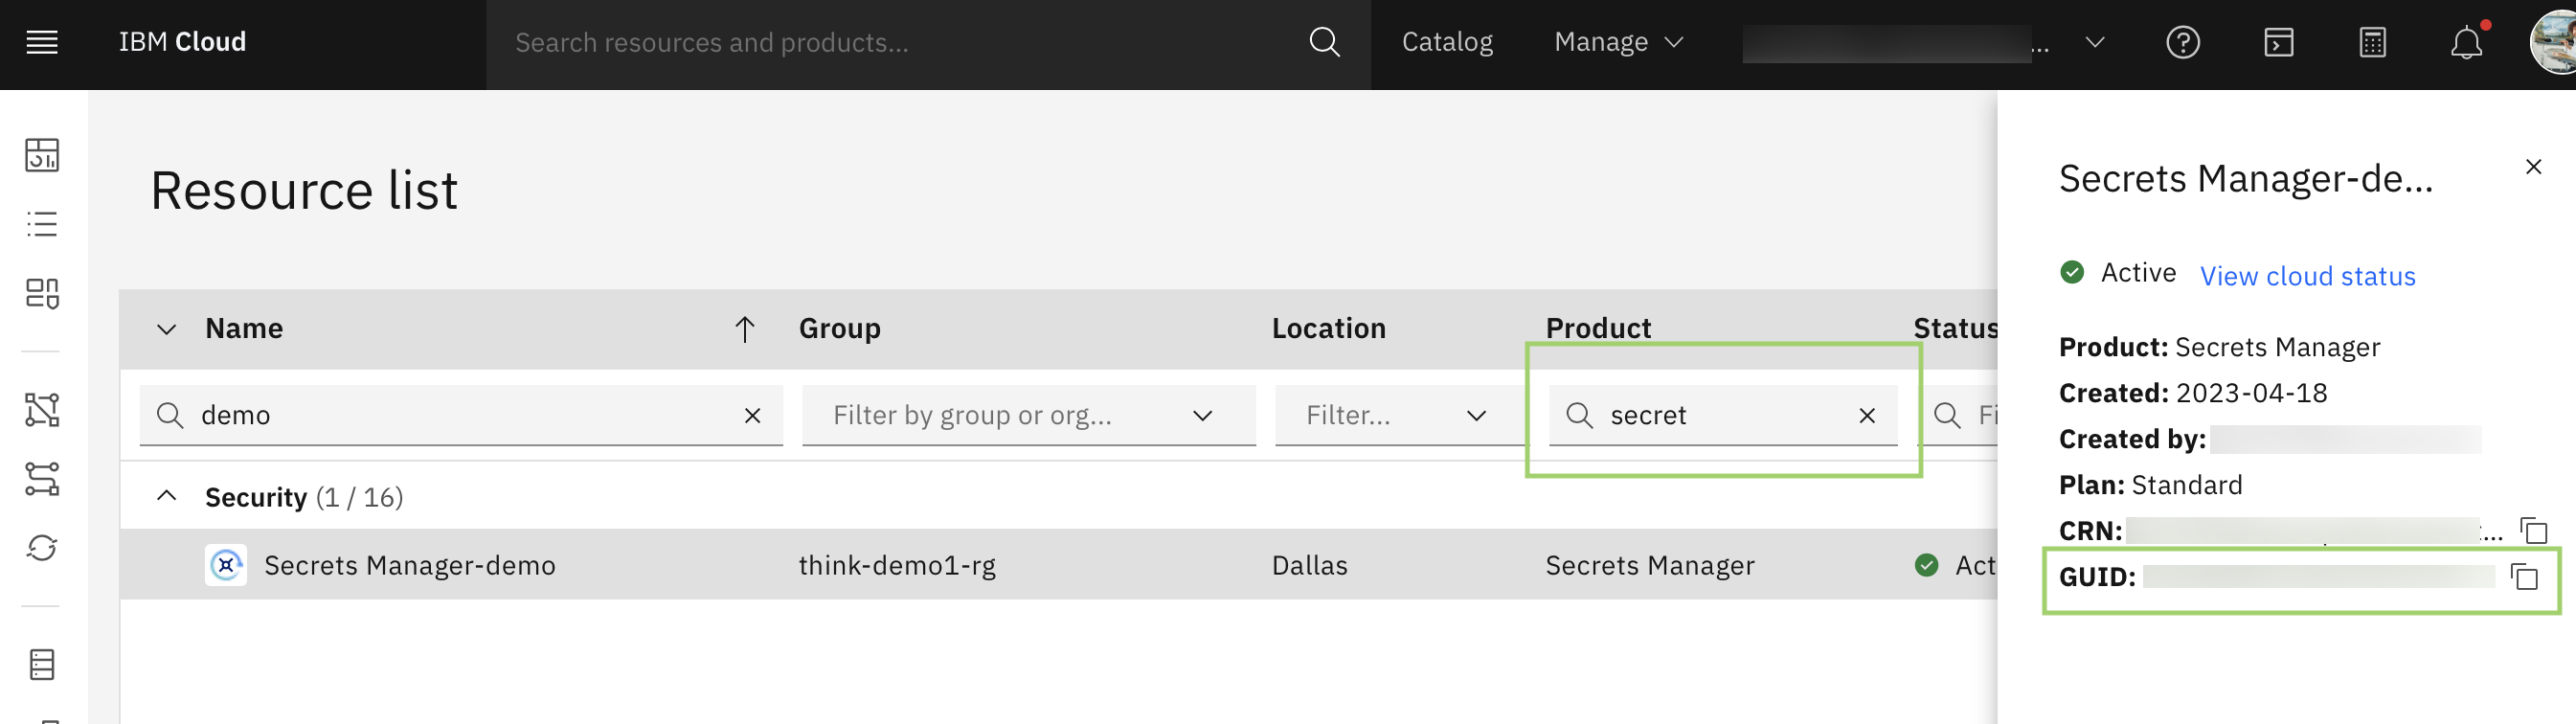 IBM Cloud
Search resources and products...
Catalog
Manage
...
Resource list
Name
Group
Location
Product
Status
demo
Filter by group or org...
Filter...
secret
Fi
Security (1 / 16)
Secrets Manager-demo
think-demo1-rg
Dallas
Secrets Manager
Act
Secrets Manager-de...
Active
View cloud status
Product: Secrets Manager
Created: 2023-04-18
Created by:
Plan: Standard
CRN: ...
GUID: